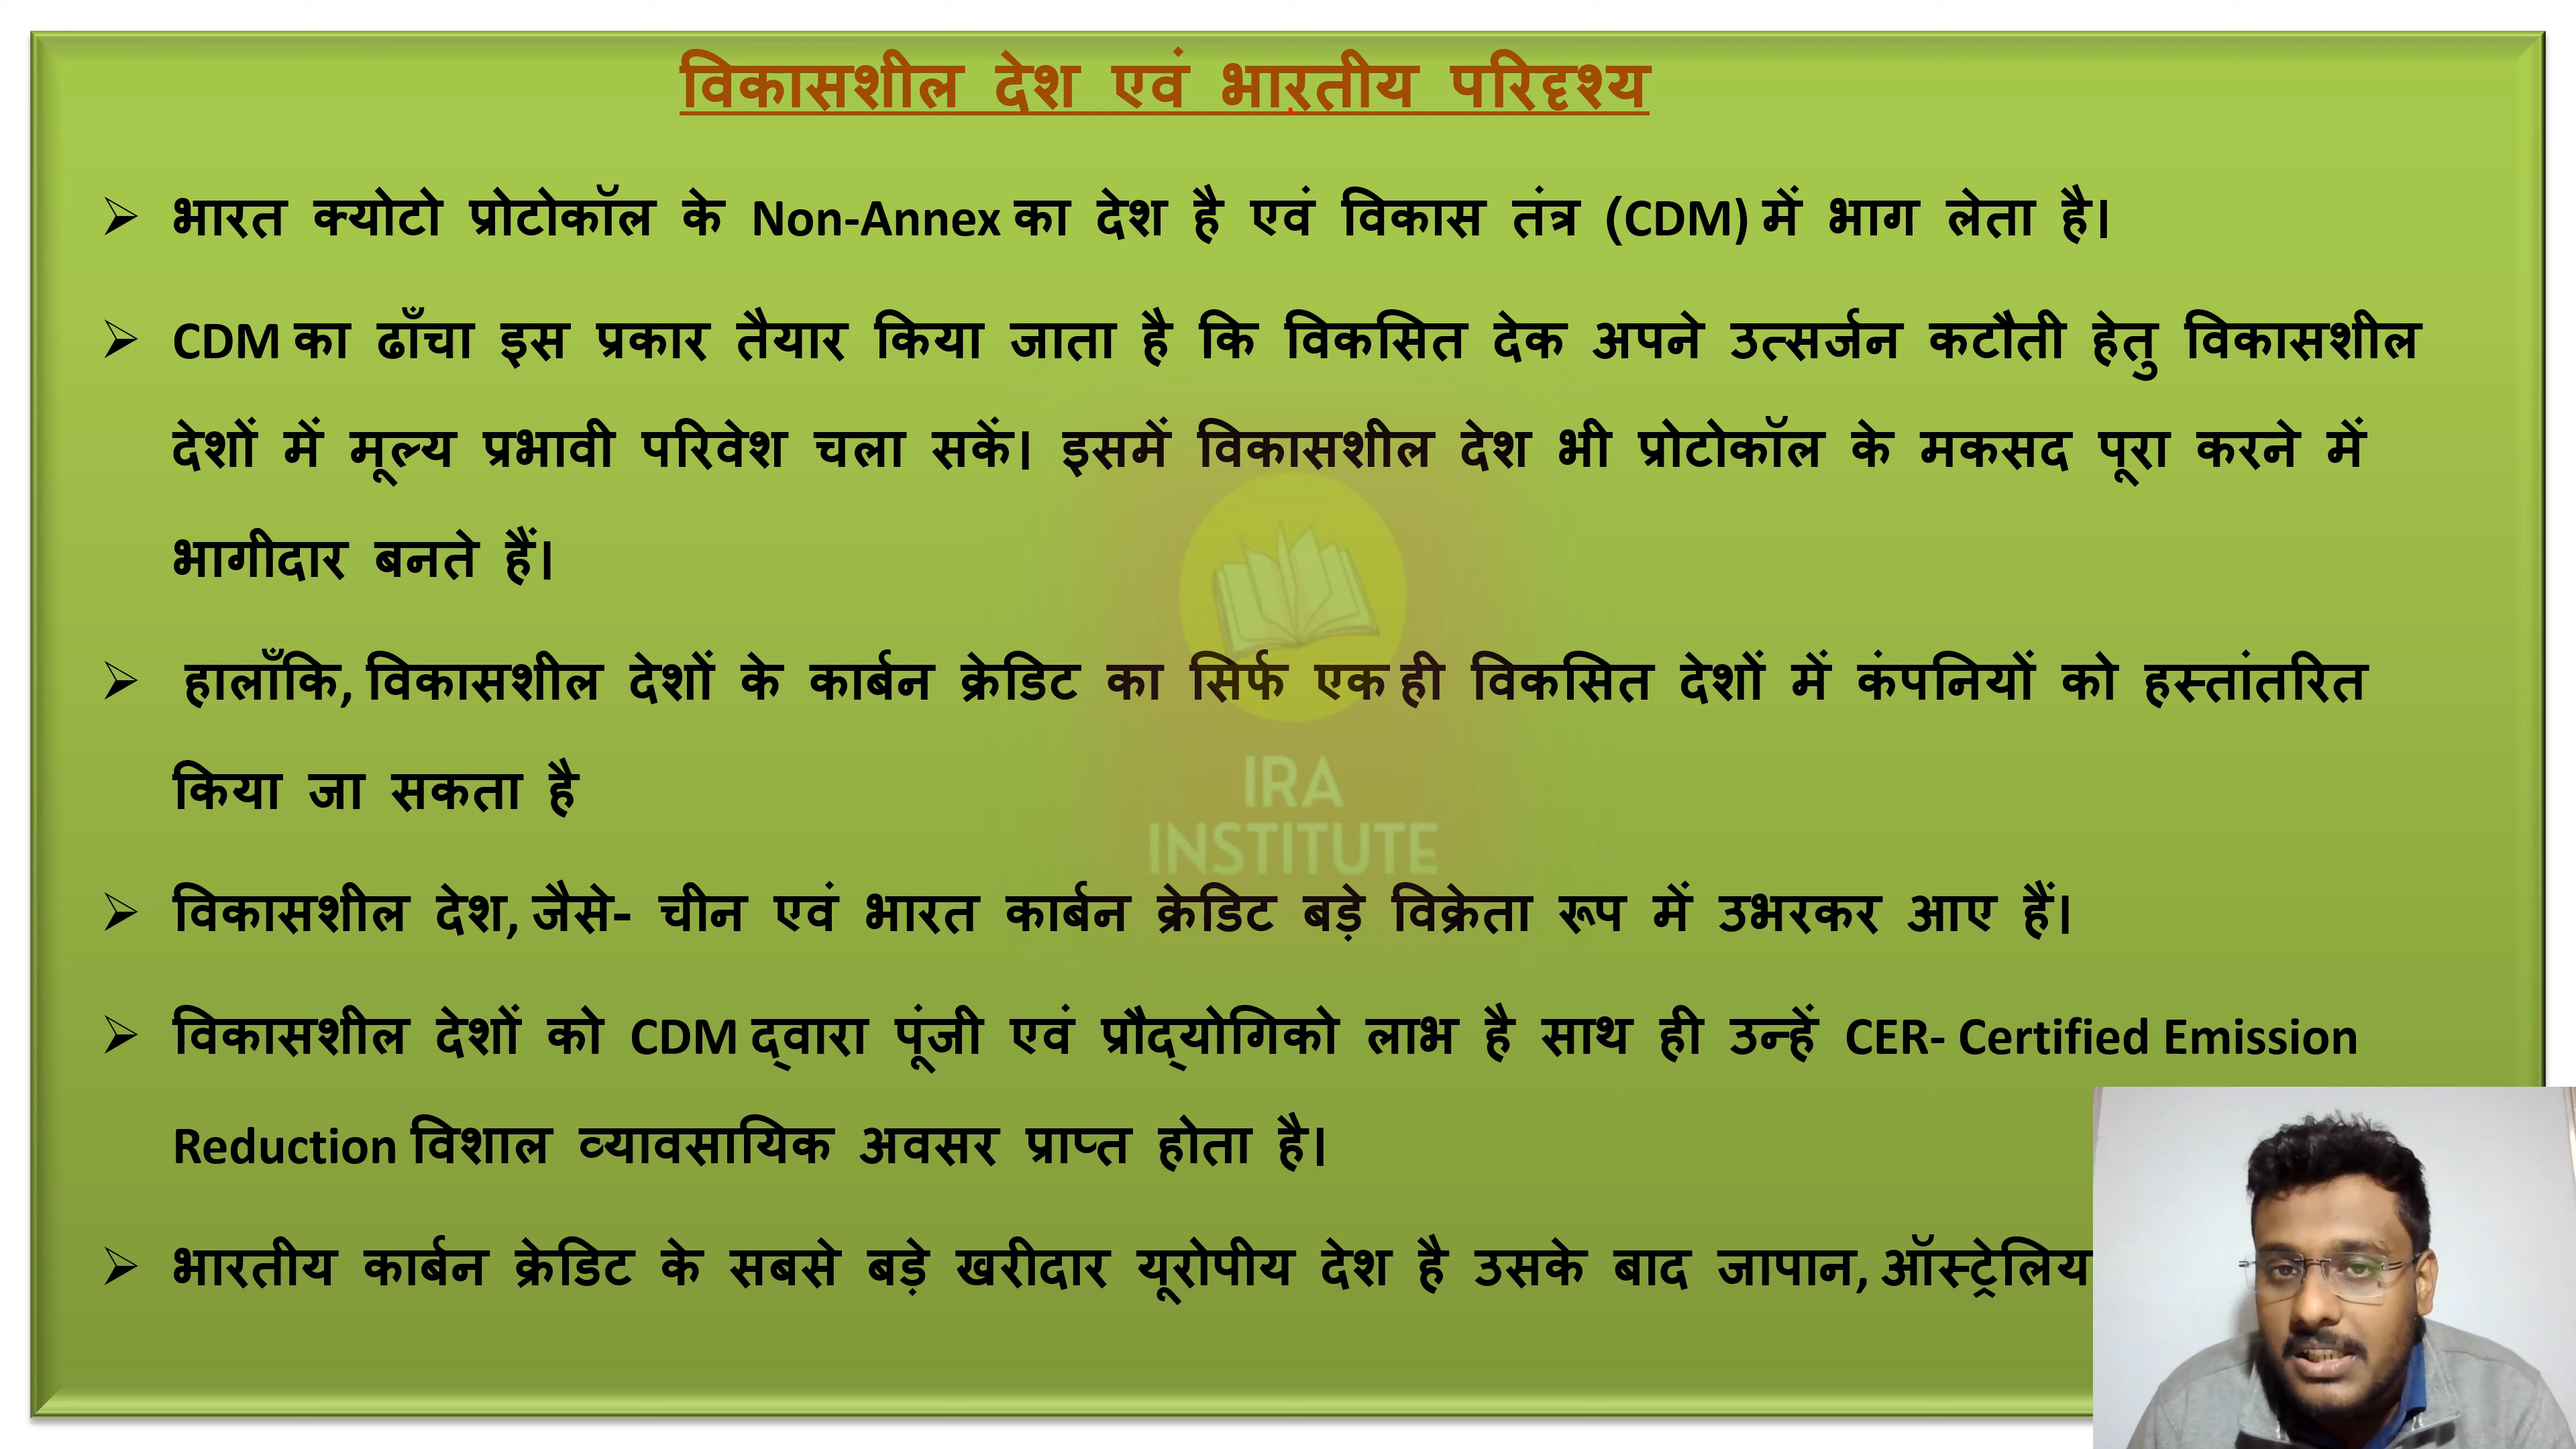 विकासशील देश एवं भारतीय परिदृश्य
➢ भारत क्योटो प्रोटोकॉल के Non-Annex का देश है एवं विकास तंत्र (CDM) में भाग लेता है।
➢ CDM का ढाँचा इस प्रकार तैयार किया जाता है कि विकसित देक अपने उत्सर्जन कटौती हेतु विकासशील
देशों में मूल्य प्रभावी परिवेश चला सकें। इसमें विकासशील देश भी प्रोटोकॉल के मकसद पूरा करने में
भागीदार बनते हैं।
➢ हालाँकि, विकासशील देशों के कार्बन क्रेडिट का सिर्फ एक ही विकसित देशों में कंपनियों को हस्तांतरित
किया जा सकता है
IRA
INSTITUTE
➢ विकासशील देश, जैसे- चीन एवं भारत कार्बन क्रेडिट बड़े विक्रेता रूप में उभरकर आए हैं।
➢ विकासशील देशों को CDM द्वारा पूंजी एवं प्रौद्योगिको लाभ है साथ ही उन्हें CER- Certified Emission
Reduction विशाल व्यावसायिक अवसर प्राप्त होता है।
➢ भारतीय कार्बन क्रेडिट के सबसे बड़े खरीदार यूरोपीय देश है उसके बाद जापान,